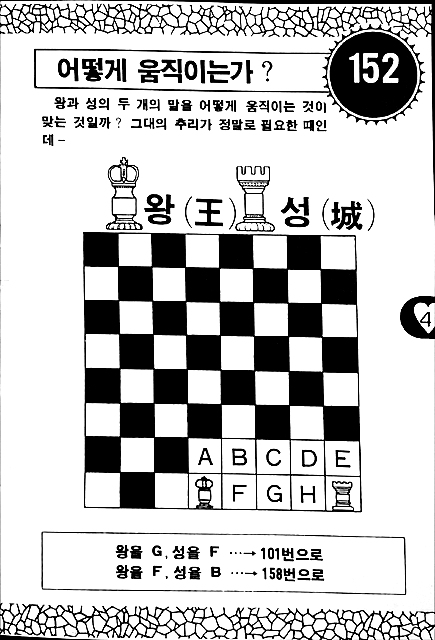 152
어떻게 움직이는가 ?
왕과 성의 두 개의 말을 어떻게 움직이는 것이
맞는 것일까 ? 그대의 추리가 정말로 필요한 때인
데 –
왕 (王) 성 (城)
4
A B C D E
F G H
왕을 G, 성을 F ····→ 101번으로
왕을 F, 성을 B ····→ 158번으로